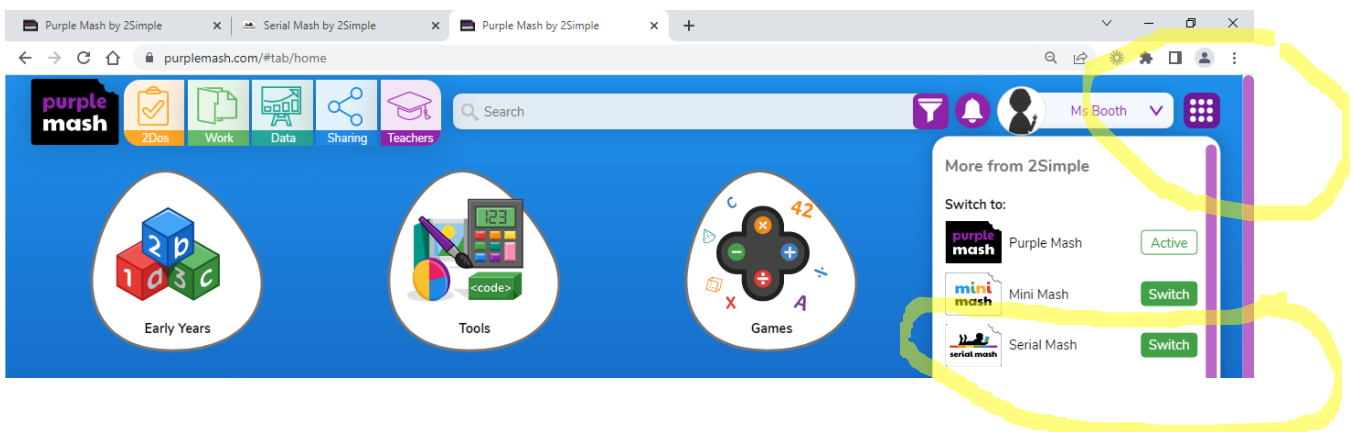 Purple Mash by 2Simple
Serial Mash by 2Simple
Purple Mash by 2Simple
purplemash.com/#tab/home
purple
mash
2Dos
Work
Data
Sharing
Teachers
Search
Ms Booth
More from 2Simple
Switch to:
purple
mash
Purple Mash
Active
mini
mash
Mini Mash
Switch
serial mash
Serial Mash
Switch
2 p
1 a 3 c
Early Years
123
<code>
Tools
C
42
X
A
Games